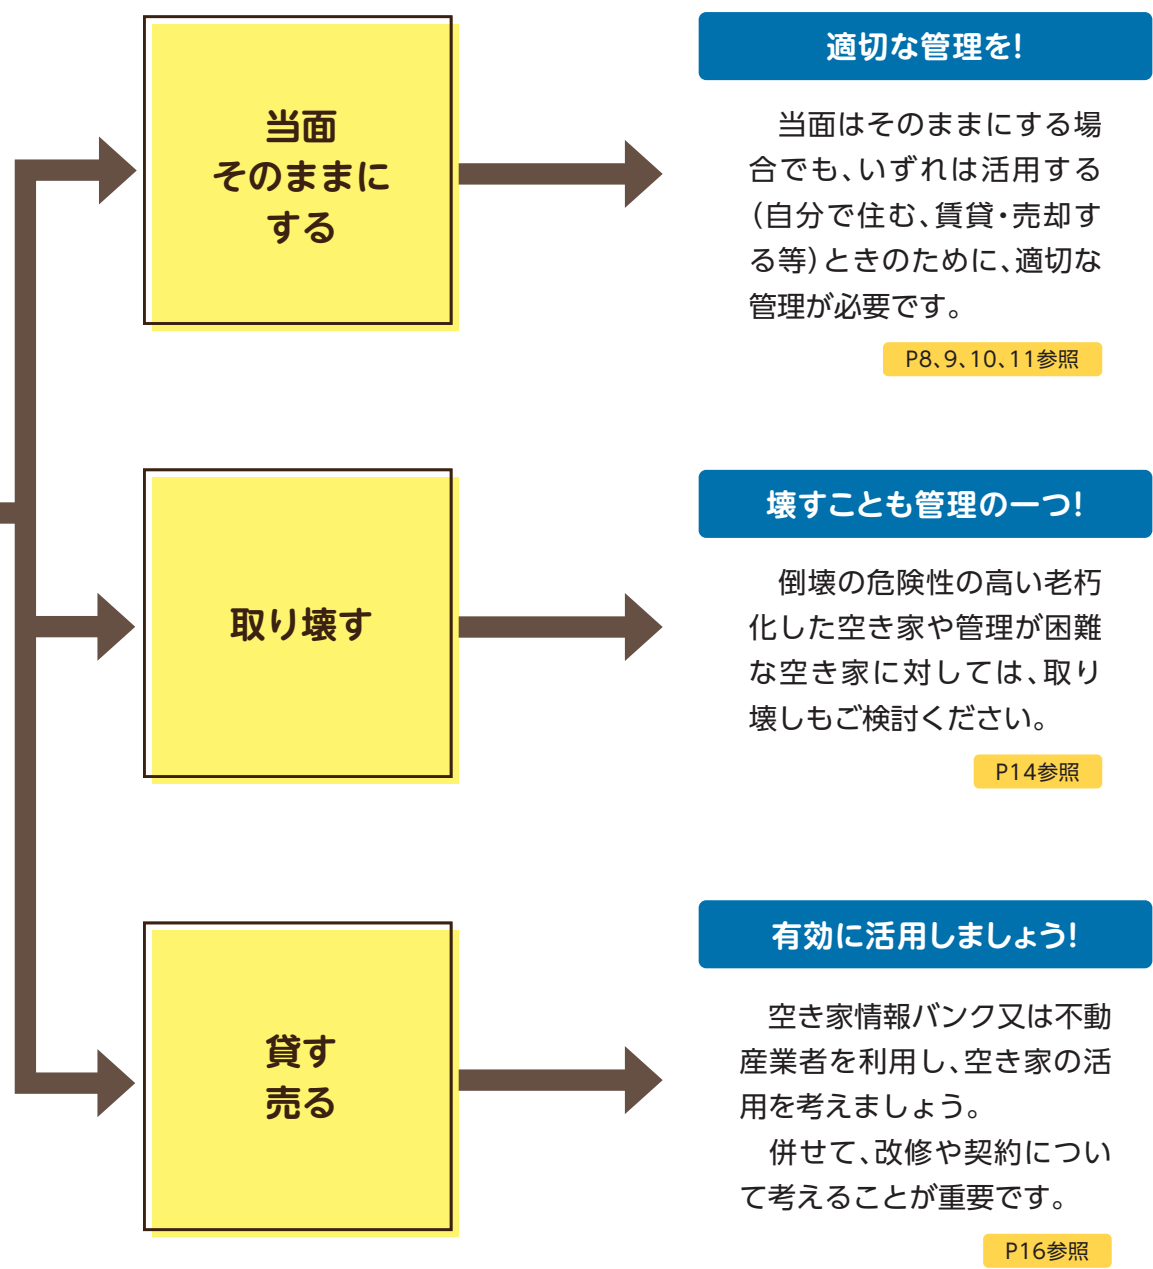 当面
そのままに
する
適切な管理を!
　当面はそのままにする場
合でも、いずれは活用する
(自分で住む、賃貸・売却す
る等)ときのために、適切な
管理が必要です。
P8、9、10、11参照
取り壊す
壊すことも管理の一つ!
　倒壊の危険性の高い老朽
化した空き家や管理が困難
な空き家に対しては、取り
壊しもご検討ください。
P14参照
貸す
売る
有効に活用しましょう!
　空き家情報バンク又は不動
産業者を利用し、空き家の活
用を考えましょう。
　併せて、改修や契約につい
て考えることが重要です。
P16参照